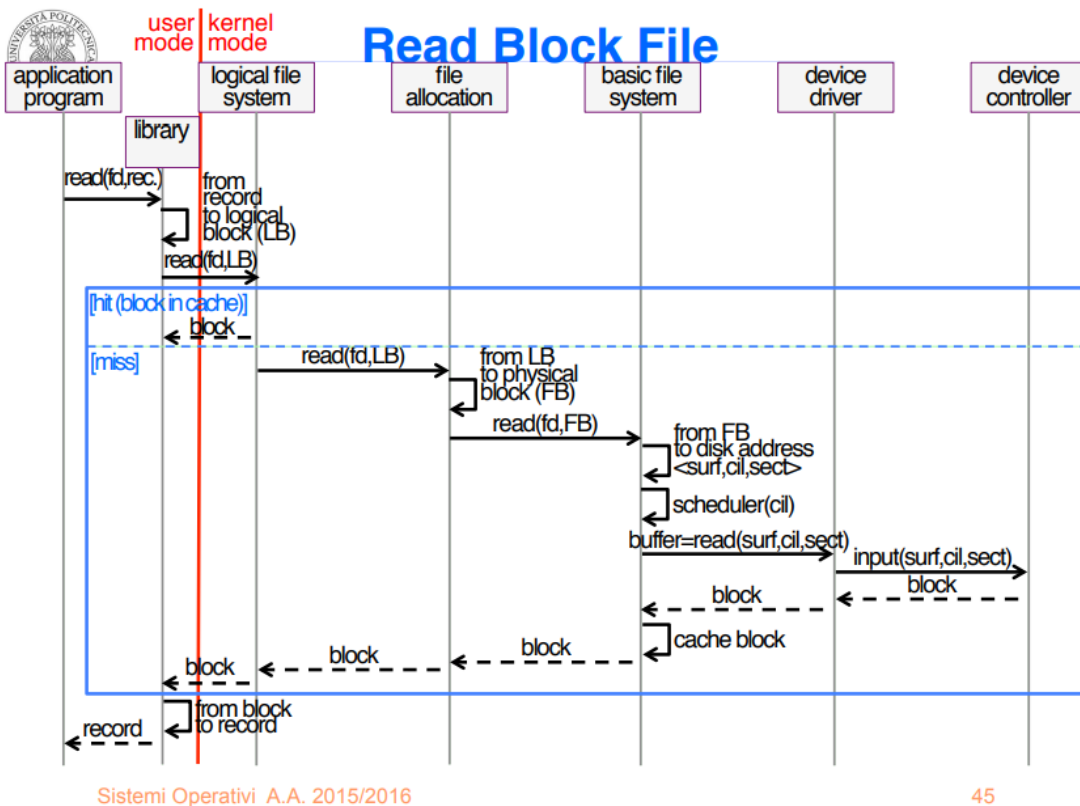 UNIVERSITÀ POLITECNICA
user kernel
mode mode
Read Block File
application
program
library
logical file
system
file
allocation
basic file
system
device
driver
device
controller
read(fd,rec.)
from
record
to logical
block (LB)
read(fd,LB)
[hit (block in cache)]
block
[miss]
read(fd,LB)
from LB
to physical
block (FB)
read(fd,FB)
from FB
to disk address
<surf,cil,sect>
scheduler(cil)
buffer=read(surf,cil,sect)
input(surf,cil,sect)
block
block
cache block
block
block
block
from block
to record
record
Sistemi Operativi A.A. 2015/2016
45